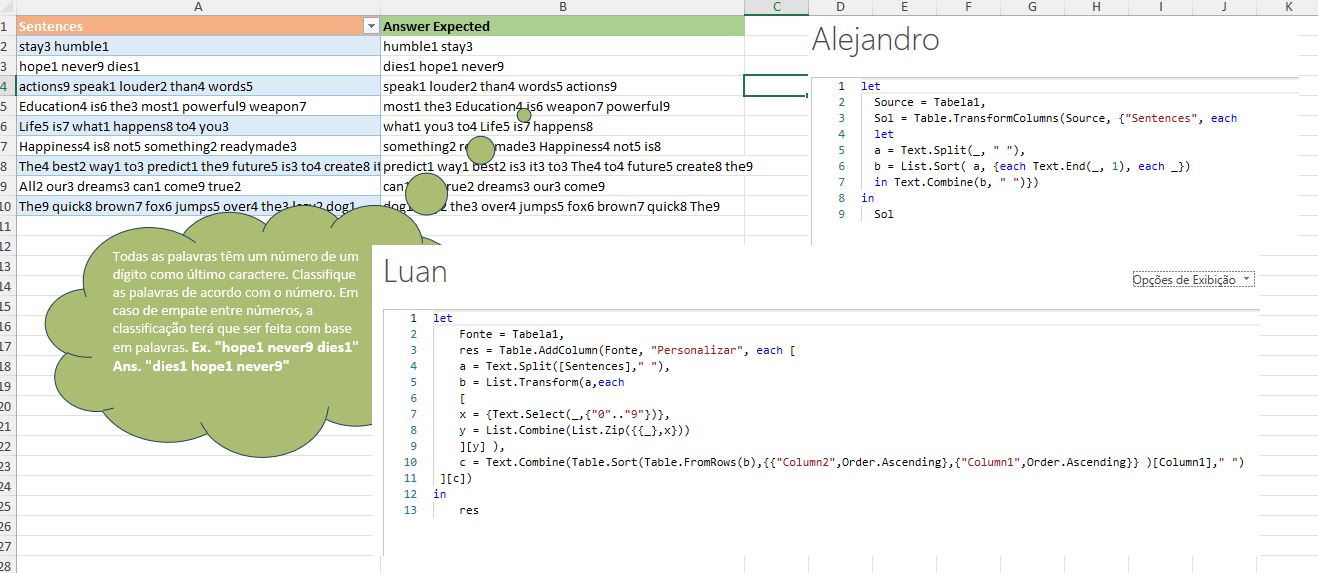 A B C D E F G H I J K
1 Sentences Answer Expected
2 stay3 humble1 humble1 stay3
3 hope1 never9 dies1 dies1 hope1 never9
4 actions9 speak1 louder2 than4 words5 speak1 louder2 than4 words5 actions9
5 Education4 is6 the3 most1 powerful9 weapon7 most1 the3 Education4 is6 weapon7 powerful9
6 Life5 is7 what1 happens8 to4 you3 what1 you3 to4 Life5 is7 happens8
7 Happiness4 is8 not5 something2 readymade3 something2 made3 Happiness4 not5 is8
8 The4 best2 way1 to3 predict1 the9 future5 is3 to4 create8 it predict1 way1 best2 is3 it3 to3 The4 to4 future5 create8 the9
9 All2 our3 dreams3 can1 come9 true2 dreams3 our3 come9
10 The9 quick8 brown7 fox6 jumps5 over4 the3 dog1 the3 over4 jumps5 fox6 brown7 quick8 The9
11
12
13
14
15
16
17
18
19
20
21
22
23
24
25
26
27
28
Todas as palavras têm um número de um
dígito como último caractere. Classifique
as palavras de acordo com o número. Em
caso de empate entre números, a
classificação terá que ser feita com base
em palavras. Ex. "hope1 never9 dies1"
Ans. "dies1 hope1 never9"
Alejandro
1 let
2 Source = Tabela1,
3 Sol = Table.TransformColumns(Source, {"Sentences", each
4 let
5 a = Text.Split(_, " "),
6 b = List.Sort( a, {each Text.End(_, 1), each _})
7 in Text.Combine(b, " ")})
8 in
9 Sol
Luan
Opções de Exibição
1 let
2 Fonte = Tabela1,
3 res = Table.AddColumn(Fonte, "Personalizar", each [
4 a = Text.Split([Sentences]," "),
5 b = List.Transform(a,each
6 [
7 x = {Text.Select(_,{"0".."9"})},
8 y = List.Combine(List.Zip({{_},x}))
9 ][y] ),
10 c = Text.Combine(Table.Sort(Table.FromRows(b),{{"Column2",Order.Ascending},{"Column1",Order.Ascending}} )[Column1]," ")
11 ][c])
12 in
13 res